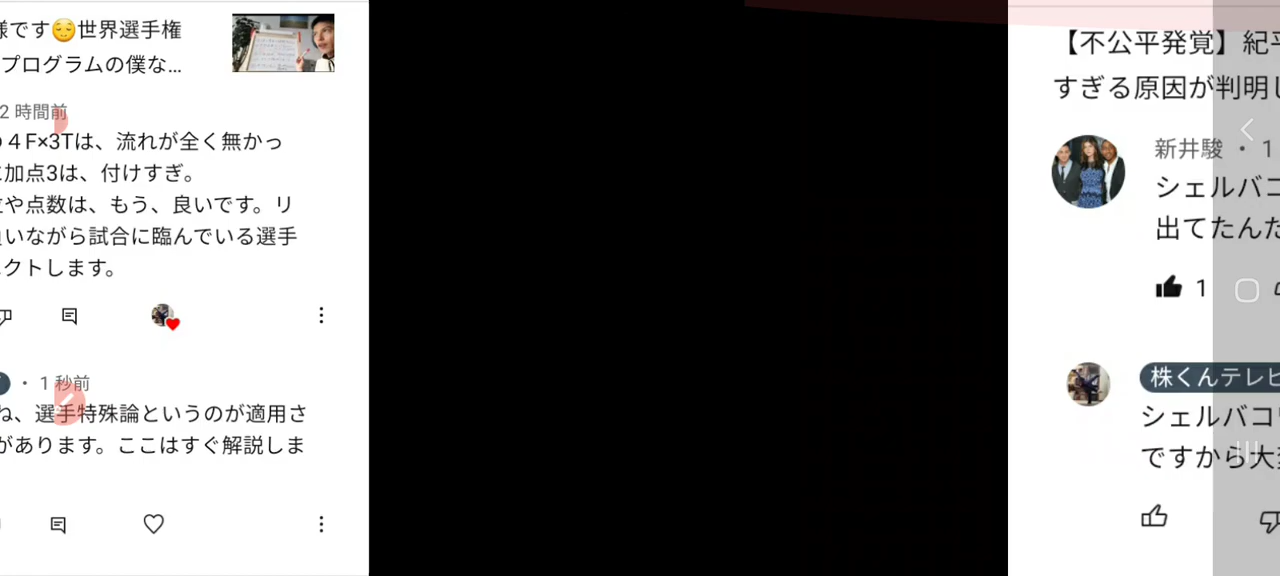 様です😌世界選手権
プログラムの僕な...
2 時間前
４F×3Tは、流れが全く無かっ
加点3は、付けすぎ。
や点数は、もう、良いです。リ
いながら試合に臨んでいる選手
クトします。
・ 1 秒前
ね、選手特殊論というのが適用さ
があります。ここはすぐ解説しま
【不公平発覚】紀平
すぎる原因が判明し
新井駿 ・ 1
シェルバコ
出てたんだ
1
株くんテレビ
シェルバコ
ですから大